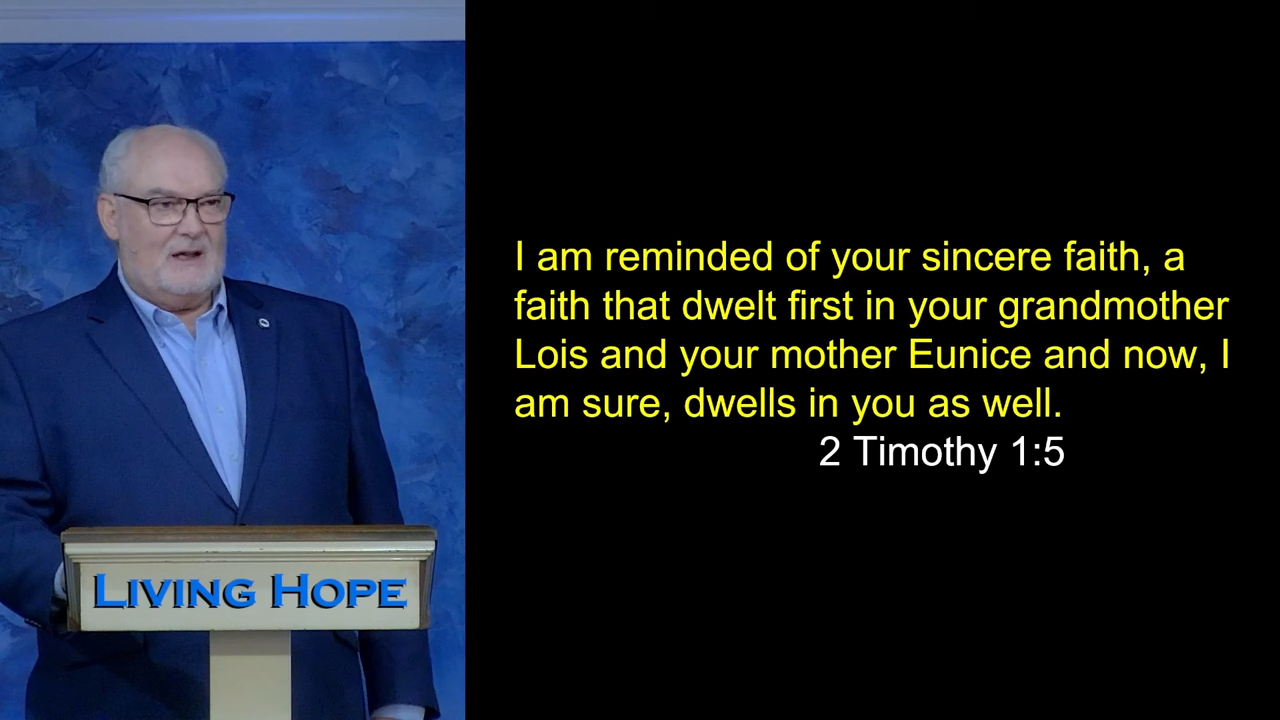 I am reminded of your sincere faith, a
faith that dwelt first in your grandmother
Lois and your mother Eunice and now, I
am sure, dwells in you as well.
2 Timothy 1:5
LIVING HOPE